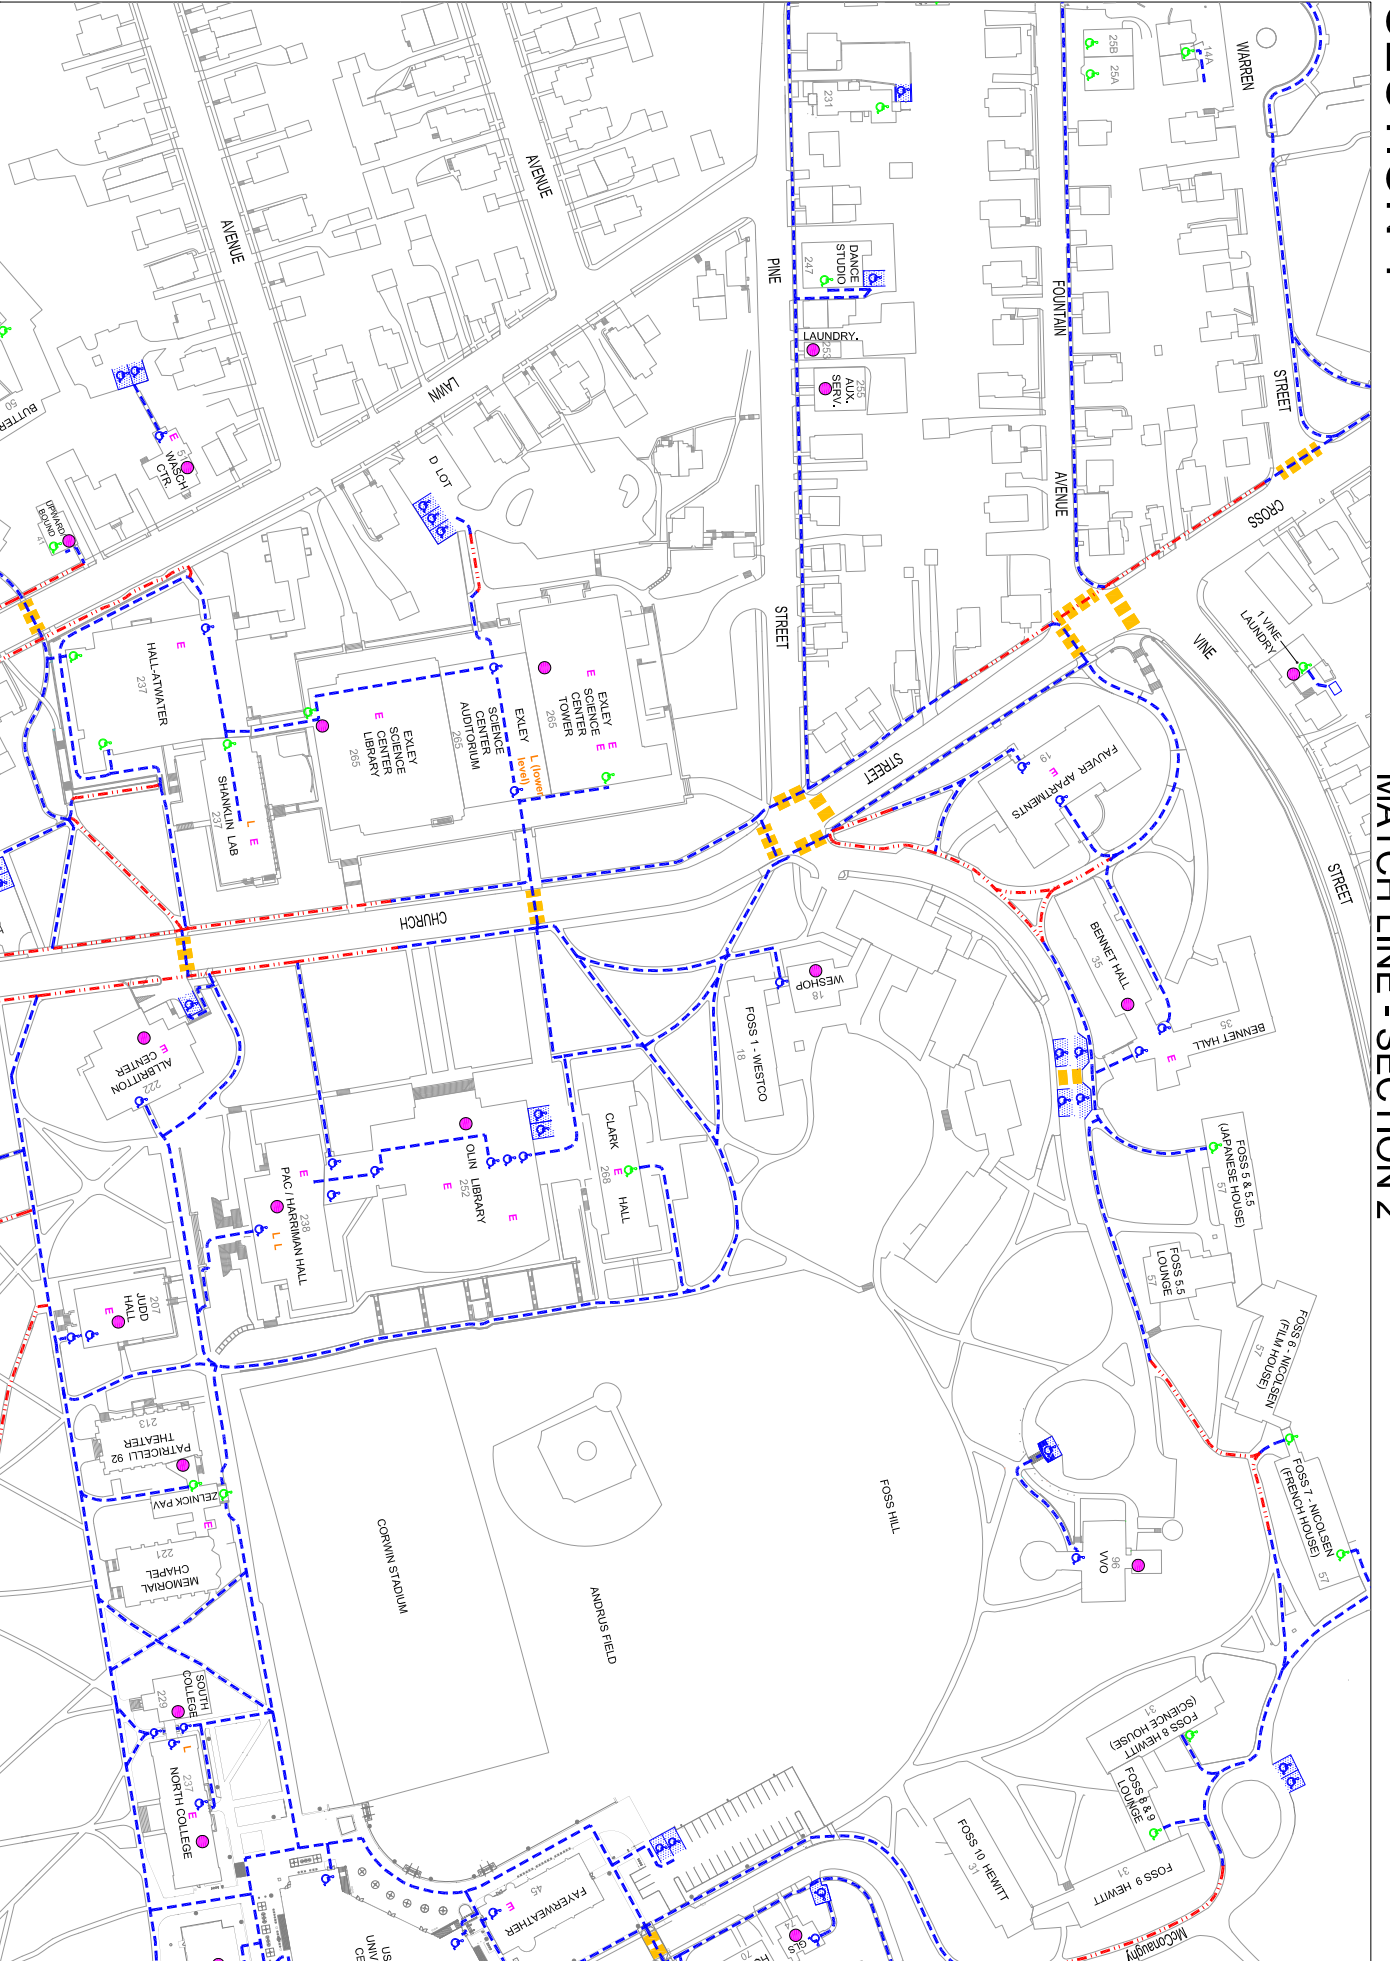 MATCH LINE - SECTION 2
WARREN
STREET
14A
25B
25A
231
AVENUE
AVENUE
DANCE
STUDIO
247
PINE
STREET
FOUNTAIN
AVENUE
LAUNDRY.
253
255
AUX.
SERV.
LAWN
CROSS
STREET
VINE
STREET
1 VINE
LAUNDRY
D LOT
50
51
WASCH
CTR.
E
UPWARD
BOUND
41
HALL-ATWATER
237
E
SHANKLIN LAB
237
L
E
EXLEY
SCIENCE
CENTER
LIBRARY
265
E
EXLEY
SCIENCE
CENTER
AUDITORIUM
265
L (lower
level)
EXLEY
SCIENCE
CENTER
TOWER
265
E
E
E
FAUVER APARTMENTS
19
E
CHURCH
BENNET HALL
35
BENNET HALL
35
E
WESHOP
18
FOSS 1 - WESTCO
18
ALLBRITTON
CENTER
222
E
CLARK
HALL
268
E
OLIN LIBRARY
252
E
E
PAC / HARRIMAN HALL
238
E
L L
207
JUDD
HALL
E
FOSS 5 & 5.5
(JAPANESE HOUSE)
57
FOSS 5.5
LOUNGE
57
FOSS 6 - NICOLSEN
(FILM HOUSE)
57
FOSS 7 - NICOLSEN
(FRENCH HOUSE)
57
PATRICELLI 92
THEATER
213
ZELNICK PAV
E
MEMORIAL
CHAPEL
221
CORWIN STADIUM
ANDRUS FIELD
FOSS HILL
96
VVO
SOUTH
COLLEGE
229
L
237
NORTH COLLEGE
E
FOSS 8 HEWITT
(SCIENCE HOUSE)
31
FOSS 8 & 9
LOUNGE
FOSS 9 HEWITT
31
FOSS 10 HEWITT
31
FAYERWEATHER
45
E
GLS
74
70
McConaughy